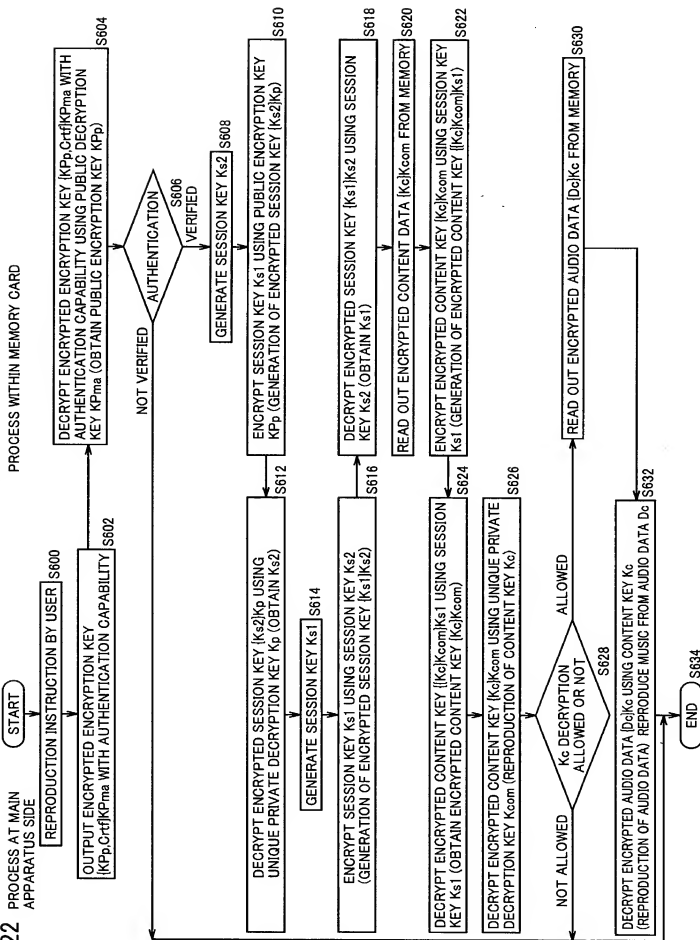 22
PROCESS AT MAIN
APPARATUS SIDE
PROCESS WITHIN MEMORY CARD
START
REPRODUCTION INSTRUCTION BY USER
S600
OUTPUT ENCRYPTED ENCRYPTION KEY
{KPp,Crtf}KPma WITH AUTHENTICATION CAPABILITY
S602
DECRYPT ENCRYPTED ENCRYPTION KEY {KPp,Crtf}KPma WITH
AUTHENTICATION CAPABILITY USING PUBLIC DECRYPTION
KEY KPma (OBTAIN PUBLIC ENCRYPTION KEY KPp)
S604
AUTHENTICATION
S606
NOT VERIFIED
VERIFIED
GENERATE SESSION KEY Ks2
S608
ENCRYPT SESSION KEY Ks1 USING PUBLIC ENCRYPTION KEY
KPp (GENERATION OF ENCRYPTED SESSION KEY {Ks2}Kp)
S610
DECRYPT ENCRYPTED SESSION KEY {Ks2}Kp USING
UNIQUE PRIVATE DECRYPTION KEY Kp (OBTAIN Ks2)
S612
GENERATE SESSION KEY Ks1
S614
ENCRYPT SESSION KEY Ks1 USING SESSION KEY Ks2
(GENERATION OF ENCRYPTED SESSION KEY {Ks1}Ks2)
S616
DECRYPT ENCRYPTED SESSION KEY {Ks1}Ks2 USING SESSION
KEY Ks2 (OBTAIN Ks1)
S618
READ OUT ENCRYPTED CONTENT DATA {Kc}Kcom FROM MEMORY
S620
ENCRYPT ENCRYPTED CONTENT KEY {Kc}Kcom USING SESSION KEY
Ks1 (GENERATION OF ENCRYPTED CONTENT KEY {{Kc}Kcom}Ks1)
S622
DECRYPT ENCRYPTED CONTENT KEY {{Kc}Kcom}Ks1 USING SESSION
KEY Ks1 (OBTAIN ENCRYPTED CONTENT KEY {Kc}Kcom)
S624
DECRYPT ENCRYPTED CONTENT KEY {Kc}Kcom USING UNIQUE PRIVATE
DECRYPTION KEY Kcom (REPRODUCTION OF CONTENT KEY Kc)
S626
Kc DECRYPTION
ALLOWED OR NOT
S628
NOT ALLOWED
ALLOWED
READ OUT ENCRYPTED AUDIO DATA {Dc}Kc FROM MEMORY
S630
DECRYPT ENCRYPTED AUDIO DATA {Dc}Kc USING CONTENT KEY Kc
(REPRODUCTION OF AUDIO DATA) REPRODUCE MUSIC FROM AUDIO DATA Dc
S632
END
S634